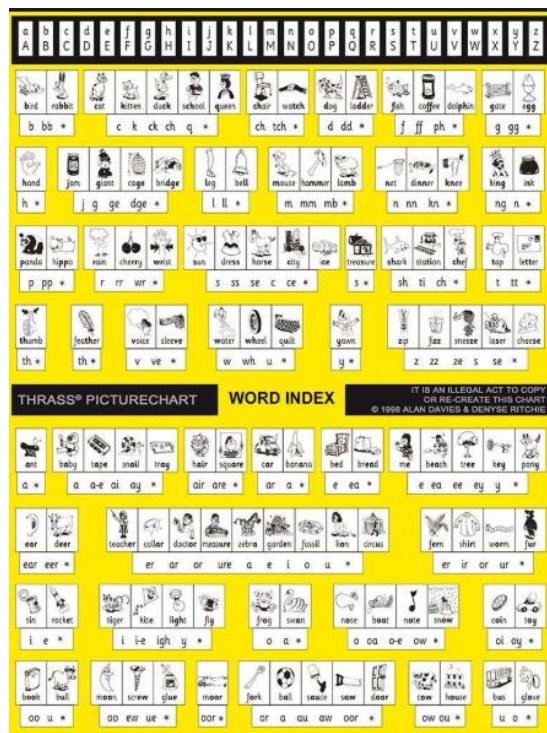 a b c d e f g h i j k l m n o p q r s t u v w x y z
A B C D E F G H I J K L M N O P Q R S T U V W X Y Z
bird rabbit cat kitten duck school queen chair watch dog ladder fish coffee dolphin gate egg
b bb * c k ck ch q * ch tch * d dd * f ff ph * g gg *
hand jam giant cage bridge leg bell mouse hammer lamb net dinner knee king ink
h * j g ge dge * l ll * m mm mb * n nn kn * ng n *
panda hippo rain cherry wrist sun dress horse city ice treasure shark station chef tap letter
p pp * r rr wr * s ss se c ce * s * sh ti ch * t tt *
thumb feather voice sleeve water wheel quilt yawn zip fizz sneeze laser cheese
th * th * v ve * w wh u * y * z zz ze s se *
THRASS® PICTURECHART WORD INDEX IT IS AN ILLEGAL ACT TO COPY
OR RE-CREATE THIS CHART
© 1998 ALAN DAVIES & DENYSE RITCHIE
ant baby tape snail tray hair square car banana bed bread me beach tree key pony
a * a a-e ai ay * air are * ar a * e ea * e ea ee ey y *
ear deer teacher collar doctor measure zebra garden fossil lion circus fern shirt worm fur
ear eer * er ar or ure a e i o u * er ir or ur *
tin rocket tiger kite light fly frog swan nose boat note snow coin toy
i e * i i-e igh y * o a * o oa o-e ow * oi oy *
book bull moon screw glue moor fork ball sauce saw door cow house bus glove
oo u * oo ew ue * oor * or a au aw oor * ow ou * u o *